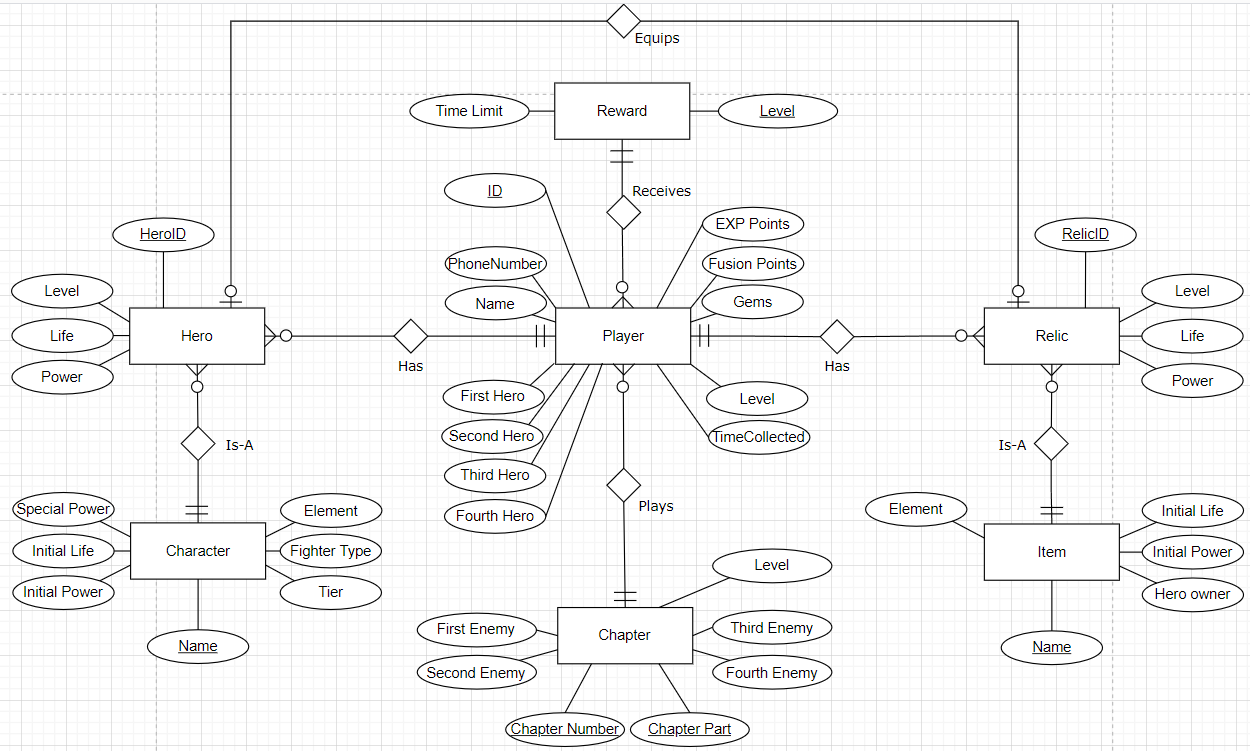 Equips
Time Limit
Reward
Level
ID
Receives
HeroID
EXP Points
RelicID
PhoneNumber
Fusion Points
Level
Name
Gems
Level
Life
Hero
Player
Relic
Life
Has
Has
Power
First Hero
Level
Power
Second Hero
TimeCollected
Is-A
Is-A
Third Hero
Special Power
Element
Fourth Hero
Plays
Element
Initial Life
Initial Life
Character
Fighter Type
Item
Initial Power
Initial Power
Tier
Level
Hero owner
First Enemy
Chapter
Third Enemy
Name
Name
Second Enemy
Fourth Enemy
Chapter Number
Chapter Part